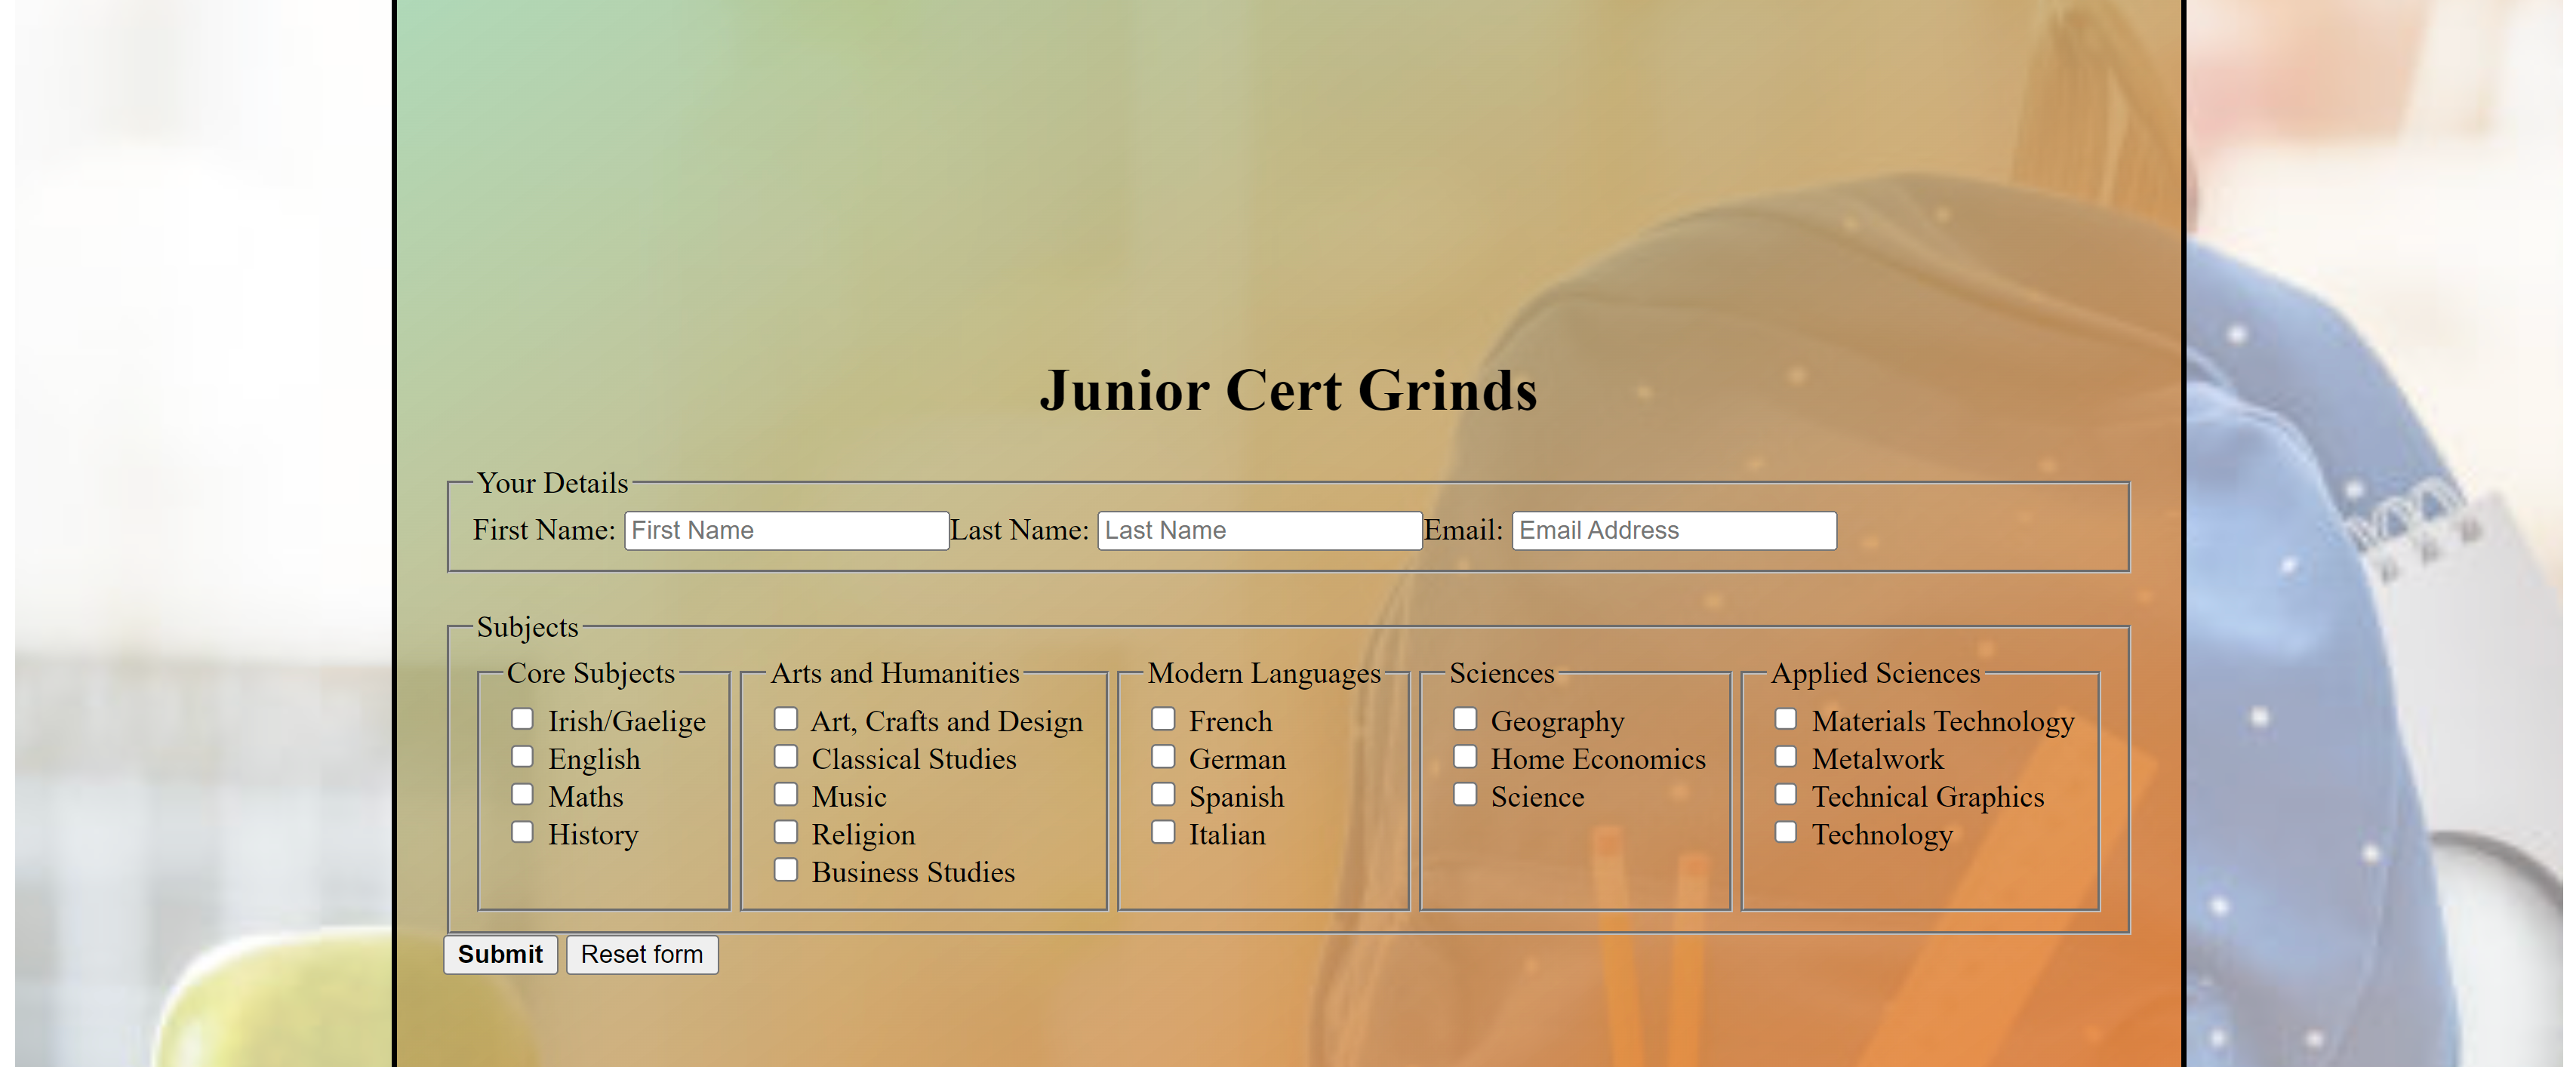 Junior Cert Grinds
Your Details
First Name: First Name Last Name: Last Name Email: Email Address
Subjects
Core Subjects
Irish/Gaelige
English
Maths
History
Arts and Humanities
Art, Crafts and Design
Classical Studies
Music
Religion
Business Studies
Modern Languages
French
German
Spanish
Italian
Sciences
Geography
Home Economics
Science
Applied Sciences
Materials Technology
Metalwork
Technical Graphics
Technology
Submit Reset form